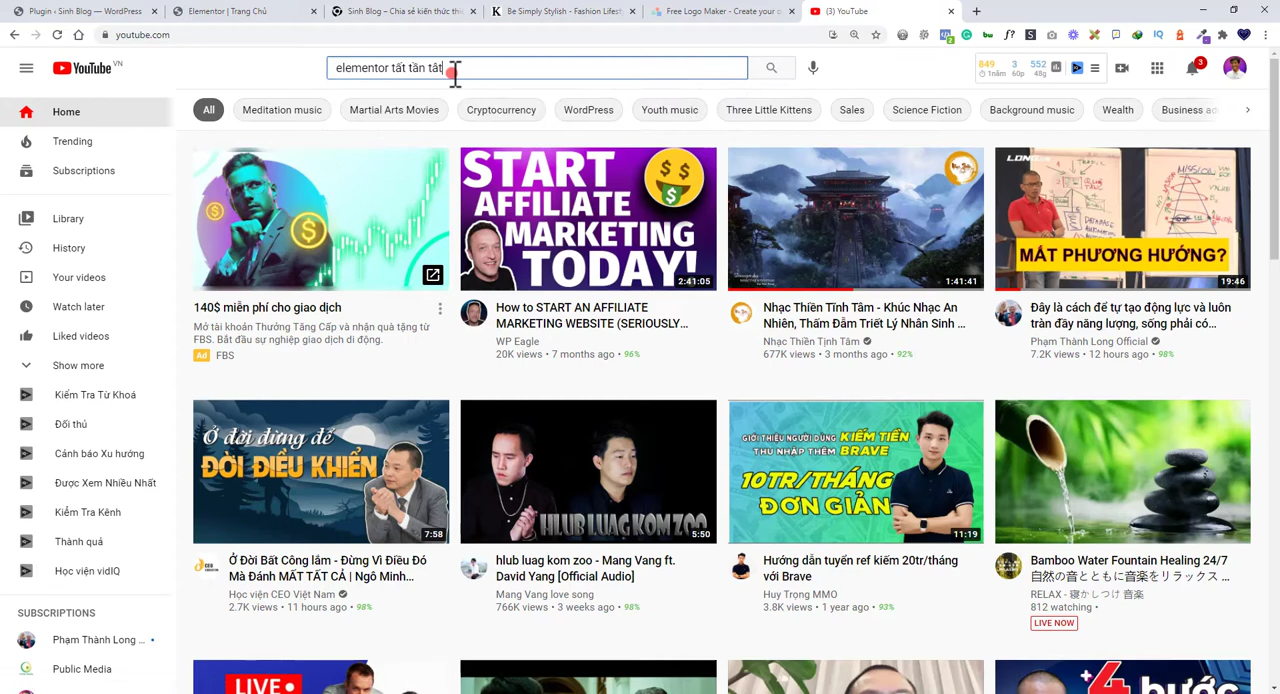 Plugin ‹ Sinh Blog — WordPress
Elementor | Trang Chủ
Sinh Blog – Chia sẻ kiến thức thiế
Be Simply Stylish - Fashion Lifest
Free Logo Maker - Create your o
(3) YouTube
youtube.com
YouTube VN
elementor tất tần tât
849 3 552
1năm 60p 48g
3
Home
Trending
Subscriptions
Library
History
Your videos
Watch later
Liked videos
Show more
Kiểm Tra Từ Khoá
Đối thủ
Cánh báo Xu hướng
Được Xem Nhiều Nhất
Kiểm Tra Kênh
Thành quả
Học viện vidIQ
SUBSCRIPTIONS
Phạm Thành Long ...
Public Media
All
Meditation music
Martial Arts Movies
Cryptocurrency
WordPress
Youth music
Three Little Kittens
Sales
Science Fiction
Background music
Wealth
Business ad
140$ miễn phí cho giao dịch
Mở tài khoản Thưởng Tăng Cấp và nhận quà tặng từ
FBS. Bắt đầu sự nghiệp giao dịch di động.
Ad FBS
START
AFFILIATE
MARKETING
TODAY!
2:41:05
How to START AN AFFILIATE
MARKETING WEBSITE (SERIOUSLY...
WP Eagle
20K views • 7 months ago • 96%
1:41:41
Nhạc Thiền Tĩnh Tâm - Khúc Nhạc An
Nhiên, Thấm Đẫm Triết Lý Nhân Sinh ...
Nhạc Thiền Tịnh Tâm
677K views • 3 months ago • 92%
MISSION
MẤT PHƯƠNG HƯỚNG?
19:46
Đây là cách để tự tạo động lực và luôn
tràn đầy năng lượng, sống phải có...
Phạm Thành Long Official
7.2K views • 12 hours ago • 98%
Ở đời đừng để
ĐỜI ĐIỀU KHIỂN
7:58
Ở Đời Bất Công lắm - Đừng Vì Điều Đó
Mà Đánh MẤT TẤT CẢ | Ngô Minh...
Học viện CEO Việt Nam
2.7K views • 11 hours ago • 98%
HLUB LUAG KOM ZOO
5:50
hlub luag kom zoo - Mang Vang ft.
David Yang [Official Audio]
Mang Vang love song
766K views • 3 weeks ago • 98%
GIỚI THIỆU NGƯỜI DÙNG KIẾM TIỀN
THU NHẬP THÊM BRAVE
10TR/THÁNG
ĐƠN GIẢN
11:19
Hướng dẫn tuyển ref kiếm 20tr/tháng
với Brave
Huy Trọng MMO
3.8K views • 1 year ago • 93%
Bamboo Water Fountain Healing 24/7
自然の音とともに音楽をリラックス ...
RELAX - 寝かしつけ 音楽
812 watching •
LIVE NOW
LIVE
+4
bước